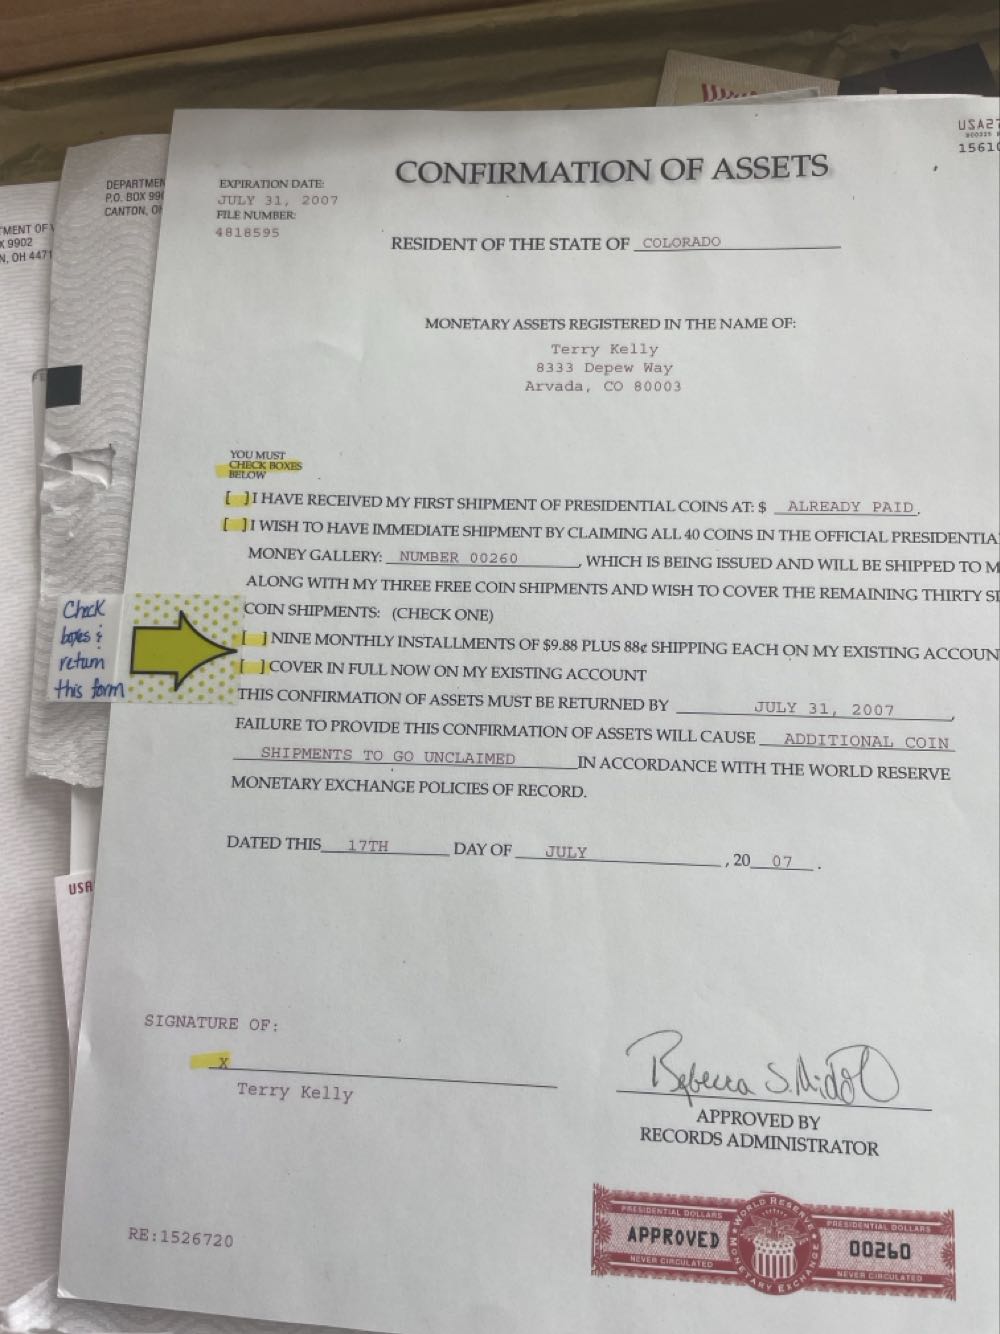 USA27
15610
CONFIRMATION OF ASSETS
EXPIRATION DATE:
JULY 31, 2007
FILE NUMBER:
4818595
RESIDENT OF THE STATE OF COLORADO
DEPARTMEN
P.O. BOX 99
CANTON, OH
MENT OF
X 9902
N, OH 4471
MONETARY ASSETS REGISTERED IN THE NAME OF:
Terry Kelly
8333 Depew Way
Arvada, CO 80003
YOU MUST
CHECK BOXES
BELOW
[ ] I HAVE RECEIVED MY FIRST SHIPMENT OF PRESIDENTIAL COINS AT: $ ALREADY PAID.
[ ] I WISH TO HAVE IMMEDIATE SHIPMENT BY CLAIMING ALL 40 COINS IN THE OFFICIAL PRESIDENTIA
MONEY GALLERY: NUMBER 00260, WHICH IS BEING ISSUED AND WILL BE SHIPPED TO M
ALONG WITH MY THREE FREE COIN SHIPMENTS AND WISH TO COVER THE REMAINING THIRTY SI
COIN SHIPMENTS: (CHECK ONE)
[ ] NINE MONTHLY INSTALLMENTS OF $9.88 PLUS 88¢ SHIPPING EACH ON MY EXISTING ACCOUN
[ ] COVER IN FULL NOW ON MY EXISTING ACCOUNT
Check
boxes &
return
this form
THIS CONFIRMATION OF ASSETS MUST BE RETURNED BY JULY 31, 2007,
FAILURE TO PROVIDE THIS CONFIRMATION OF ASSETS WILL CAUSE ADDITIONAL COIN
SHIPMENTS TO GO UNCLAIMED IN ACCORDANCE WITH THE WORLD RESERVE
MONETARY EXCHANGE POLICIES OF RECORD.
DATED THIS 17TH DAY OF JULY, 20 07.
USA
SIGNATURE OF:
X
Terry Kelly
Rebecca S.
APPROVED BY
RECORDS ADMINISTRATOR
RE:1526720
PRESIDENTIAL DOLLARS
APPROVED
NEVER CIRCULATED
WORLD RESERVE
MONETARY EXCHANGE
PRESIDENTIAL DOLLARS
00260
NEVER CIRCULATED